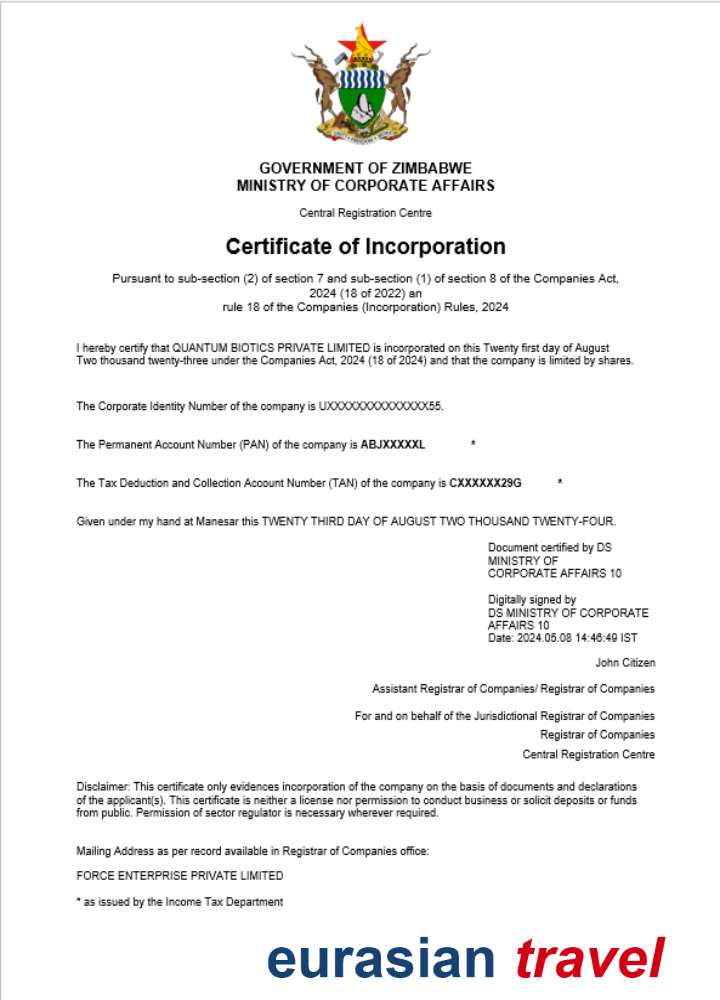 GOVERNMENT OF ZIMBABWE
MINISTRY OF CORPORATE AFFAIRS
Central Registration Centre
Certificate of Incorporation
Pursuant to sub-section (2) of section 7 and sub-section (1) of section 8 of the Companies Act,
2024 (18 of 2022) an
rule 18 of the Companies (Incorporation) Rules, 2024
I hereby certify that QUANTUM BIOTICS PRIVATE LIMITED is incorporated on this Twenty first day of August
Two thousand twenty-three under the Companies Act, 2024 (18 of 2024) and that the company is limited by shares.
The Corporate Identity Number of the company is UXXXXXXXXXXXXXX55.
The Permanent Account Number (PAN) of the company is ABJXXXXXL *
The Tax Deduction and Collection Account Number (TAN) of the company is CXXXXXX29G *
Given under my hand at Manesar this TWENTY THIRD DAY OF AUGUST TWO THOUSAND TWENTY-FOUR.
Document certified by DS
MINISTRY OF
CORPORATE AFFAIRS 10
Digitally signed by
DS MINISTRY OF CORPORATE
AFFAIRS 10
Date: 2024.05.08 14:46:49 IST
John Citizen
Assistant Registrar of Companies/ Registrar of Companies
For and on behalf of the Jurisdictional Registrar of Companies
Registrar of Companies
Central Registration Centre
Disclaimer: This certificate only evidences incorporation of the company on the basis of documents and declarations
of the applicant(s). This certificate is neither a license nor permission to conduct business or solicit deposits or funds
from public. Permission of sector regulator is necessary wherever required.
Mailing Address as per record available in Registrar of Companies office:
FORCE ENTERPRISE PRIVATE LIMITED
* as issued by the Income Tax Department
eurasian travel